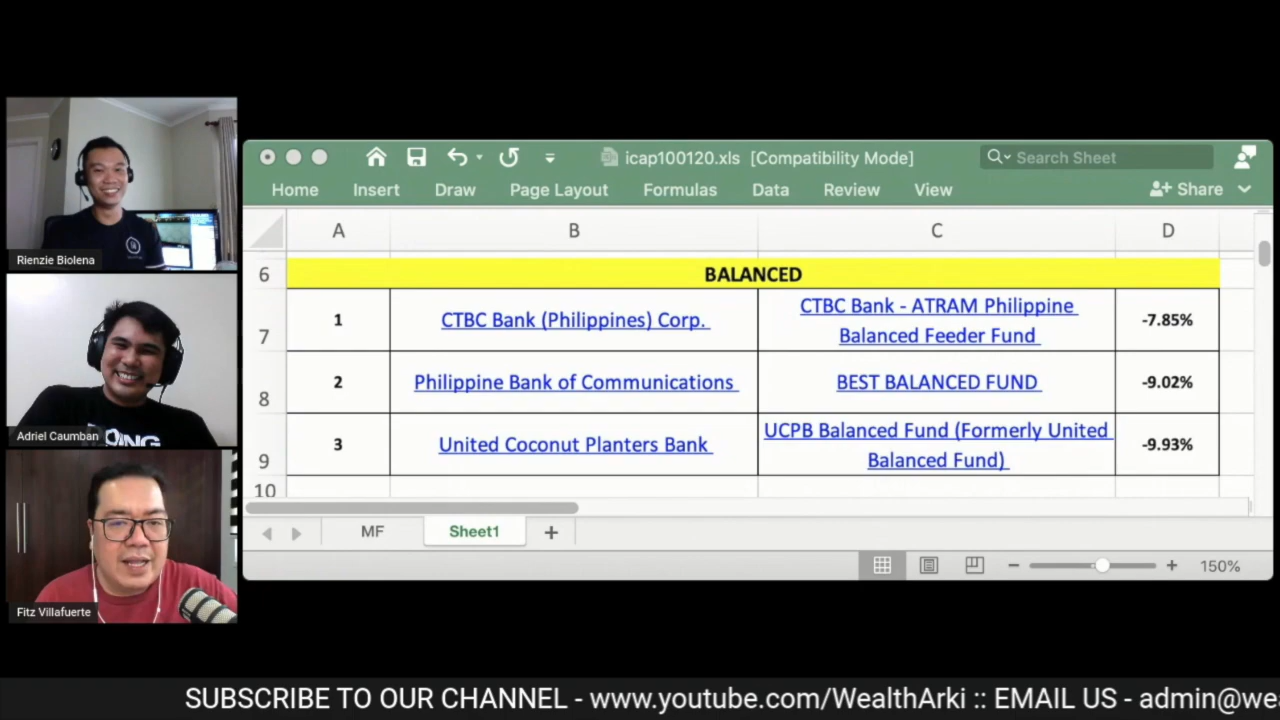 Rienzie Biolena
Adriel Caumban
DOING
Fitz Villafuerte
icap100120.xls [Compatibility Mode]
Search Sheet
Home Insert Draw Page Layout Formulas Data Review View Share
A B C D
6 BALANCED
7 1 CTBC Bank (Philippines) Corp. CTBC Bank - ATRAM Philippine
Balanced Feeder Fund -7.85%
8 2 Philippine Bank of Communications BEST BALANCED FUND -9.02%
9 3 United Coconut Planters Bank UCPB Balanced Fund (Formerly United
Balanced Fund) -9.93%
10
MF Sheet1 +
150%
SUBSCRIBE TO OUR CHANNEL - www.youtube.com/WealthArki :: EMAIL US - admin@we